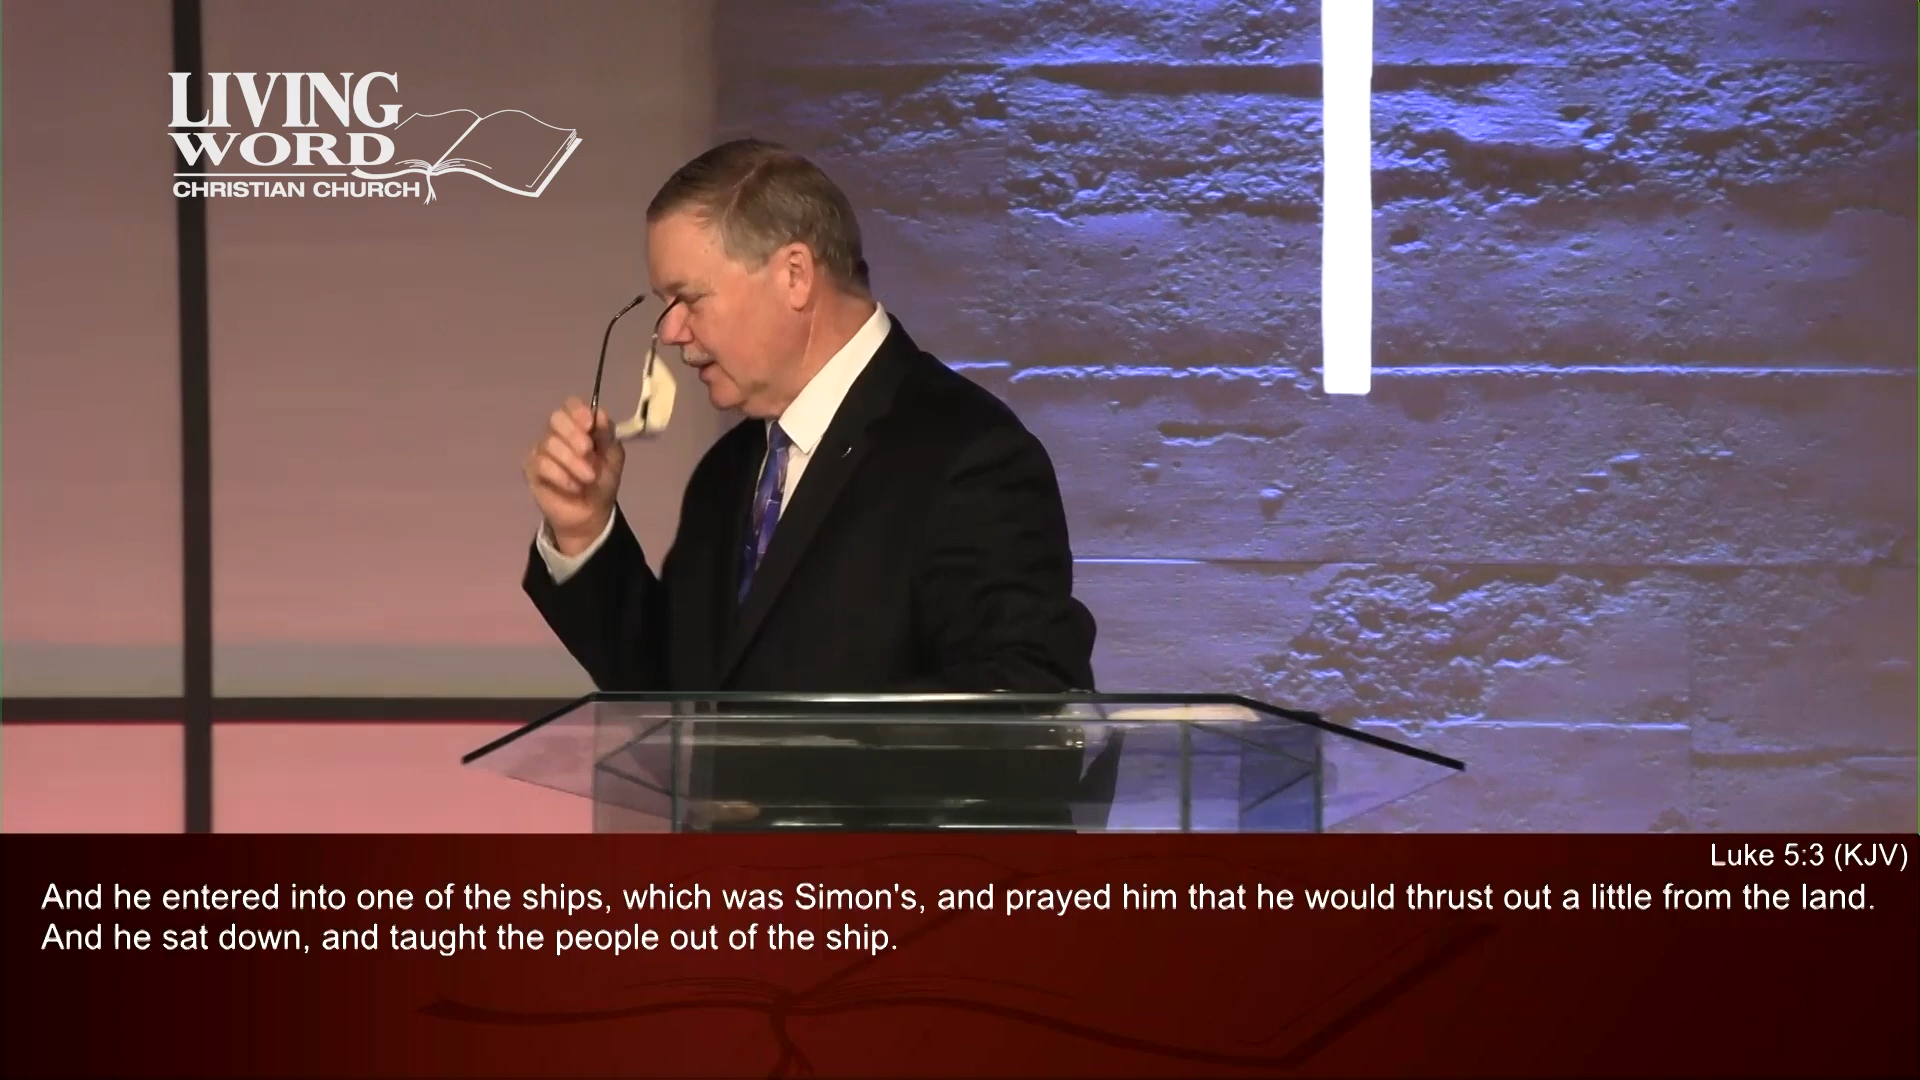 LIVING
WORD
CHRISTIAN CHURCH
Luke 5:3 (KJV)
And he entered into one of the ships, which was Simon's, and prayed him that he would thrust out a little from the land.
And he sat down, and taught the people out of the ship.